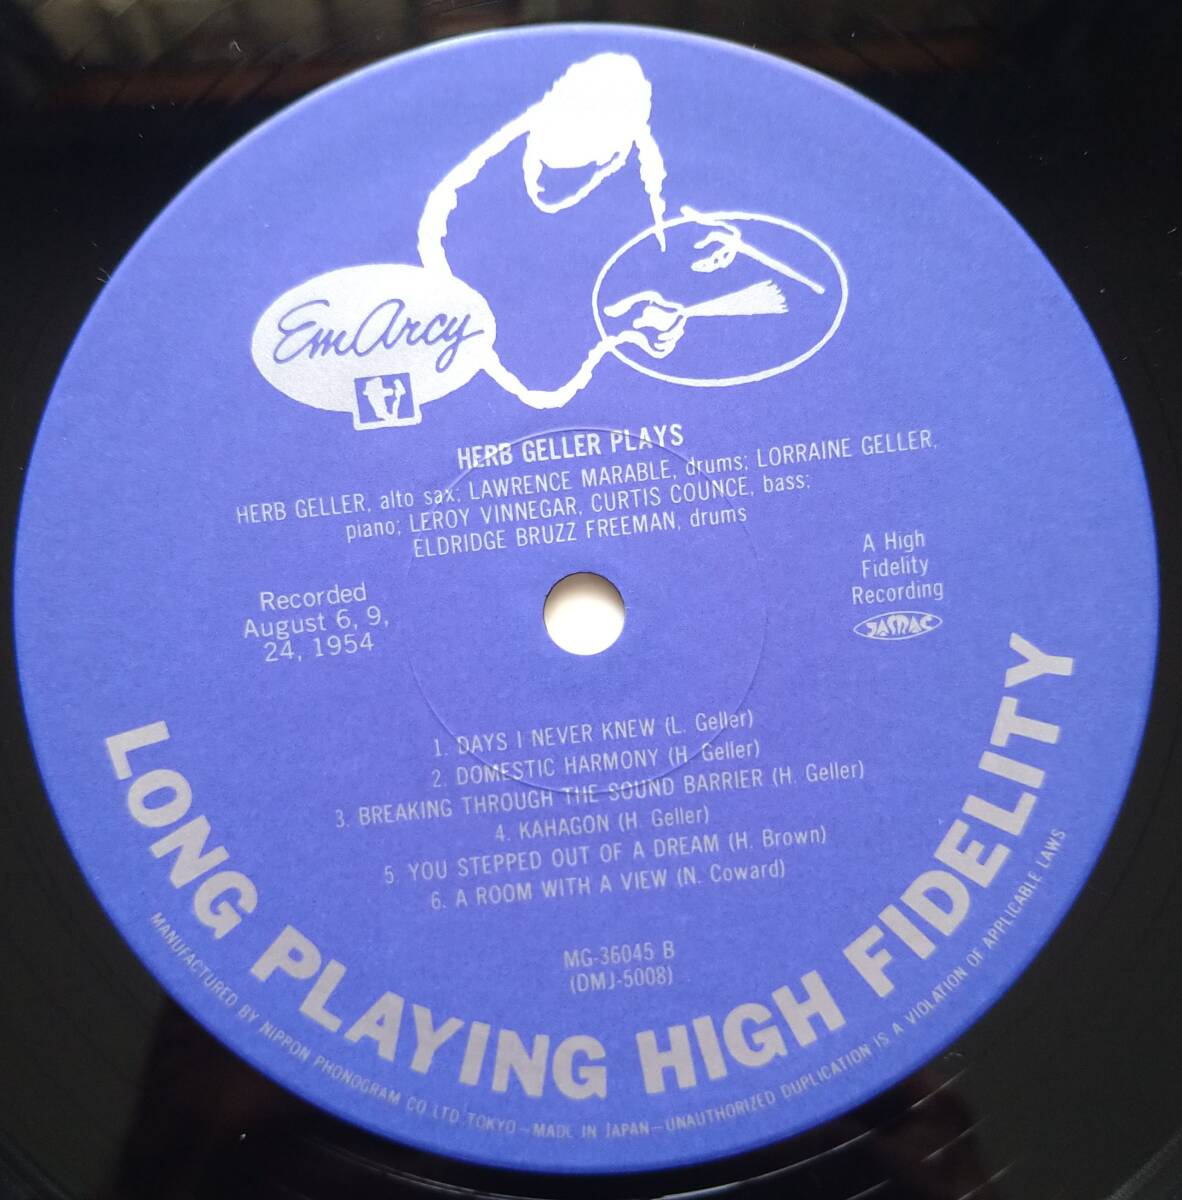 EmArcy
HERB GELLER PLAYS
HERB GELLER, alto sax; LAWRENCE MARABLE, drums; LORRAINE GELLER,
piano; LEROY VINNEGAR, CURTIS COUNCE, bass;
ELDRIDGE BRUZZ FREEMAN, drums
Recorded
August 6, 9,
24, 1954
A High
Fidelity
Recording
JASRAC
1. DAYS I NEVER KNEW (L. Geller)
2. DOMESTIC HARMONY (H. Geller)
3. BREAKING THROUGH THE SOUND BARRIER (H. Geller)
4. KAHAGON (H. Geller)
5. YOU STEPPED OUT OF A DREAM (H. Brown)
6. A ROOM WITH A VIEW (N. Coward)
MG-36045 B
(DMJ-5008)
LONG PLAYING HIGH FIDELITY
MANUFACTURED BY NIPPON PHONOGRAM CO. LTD. TOKYO—MADE IN JAPAN—UNAUTHORIZED DUPLICATION IS A VIOLATION OF APPLICABLE LAWS